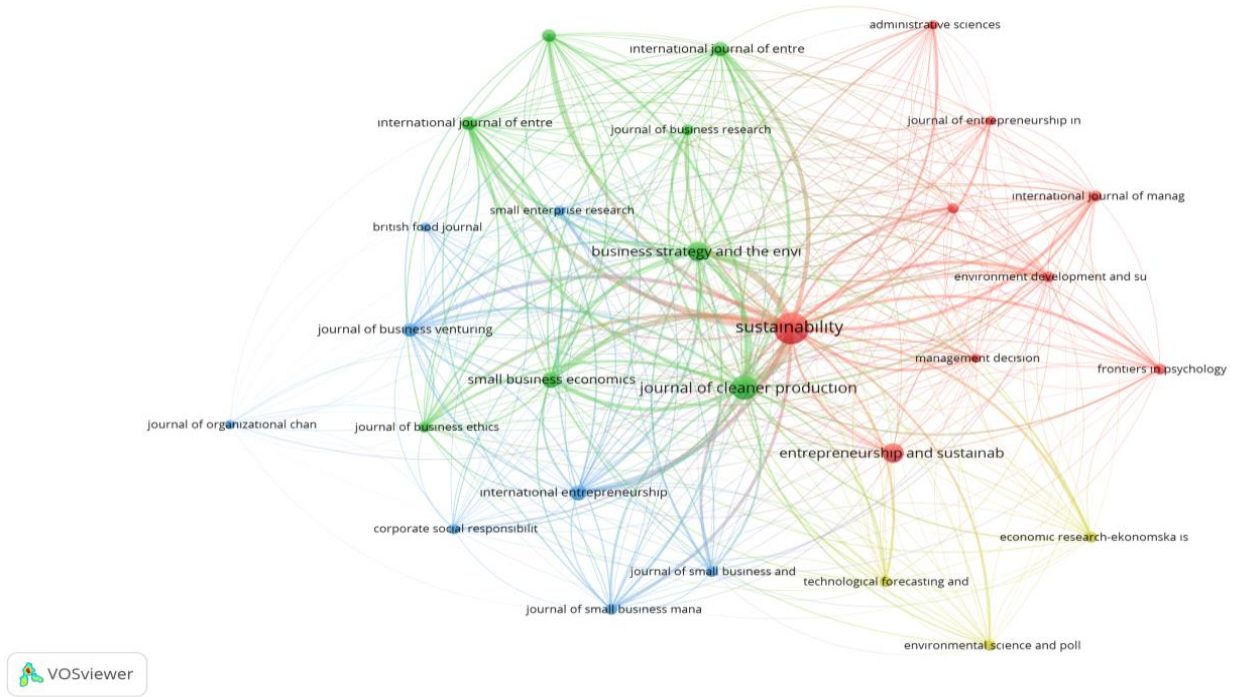 administrative sciences
international journal of entre
international journal of entre
journal of entrepreneurship in
journal of business research
international journal of manag
small enterprise research
british food journal
business strategy and the envi
environment development and su
sustainability
journal of business venturing
management decision
frontiers in psychology
small business economics
journal of cleaner production
journal of organizational chan
journal of business ethics
entrepreneurship and sustainab
international entrepreneurship
corporate social responsibilit
economic research-ekonomska is
journal of small business and
technological forecasting and
journal of small business mana
environmental science and poll
VOSviewer